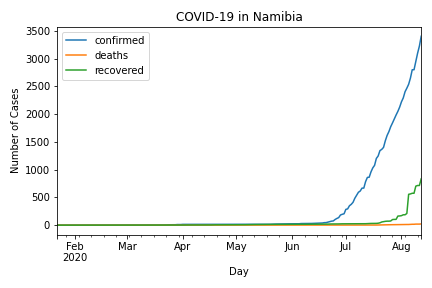 COVID-19 in Namibia
confirmed
deaths
recovered
Number of Cases
3500
3000
2500
2000
1500
1000
500
0
Feb Mar Apr May Jun Jul Aug
2020
Day